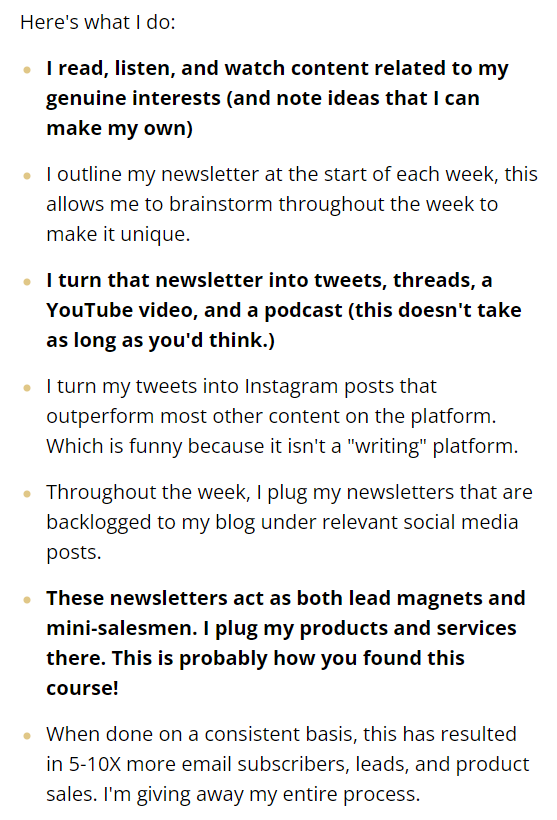 Here's what I do:
I read, listen, and watch content related to my
genuine interests (and note ideas that I can
make my own)
I outline my newsletter at the start of each week, this
allows me to brainstorm throughout the week to
make it unique.
I turn that newsletter into tweets, threads, a
YouTube video, and a podcast (this doesn't take
as long as you'd think.)
I turn my tweets into Instagram posts that
outperform most other content on the platform.
Which is funny because it isn't a "writing" platform.
Throughout the week, I plug my newsletters that are
backlogged to my blog under relevant social media
posts.
These newsletters act as both lead magnets and
mini-salesmen. I plug my products and services
there. This is probably how you found this
course!
When done on a consistent basis, this has resulted
in 5-10X more email subscribers, leads, and product
sales. I'm giving away my entire process.